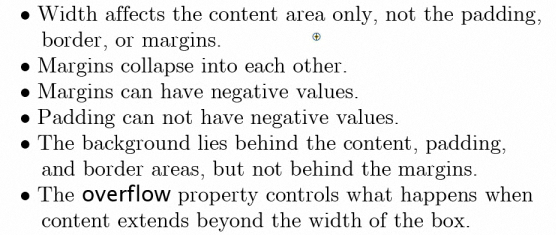 • Width affects the content area only, not the padding,
border, or margins.
• Margins collapse into each other.
• Margins can have negative values.
• Padding can not have negative values.
• The background lies behind the content, padding,
and border areas, but not behind the margins.
• The overflow property controls what happens when
content extends beyond the width of the box.